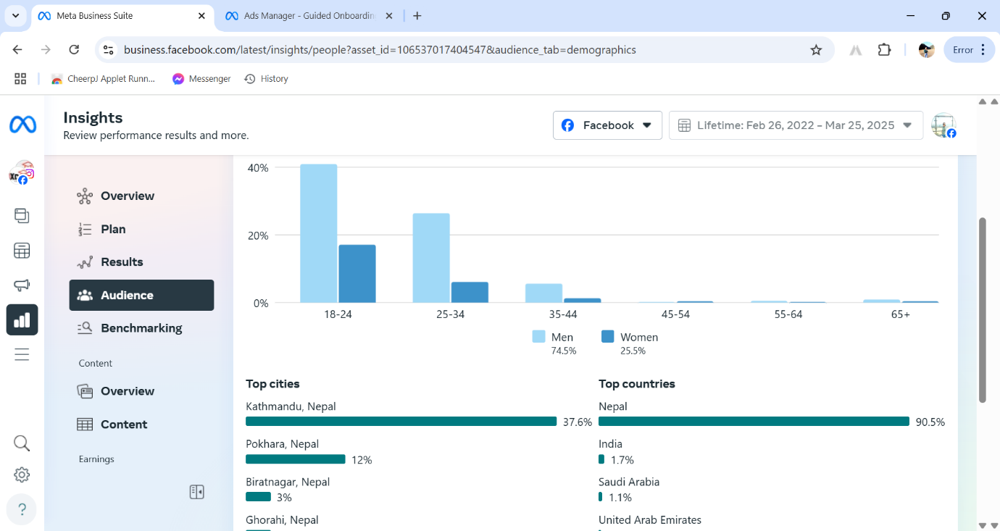 Meta Business Suite
Ads Manager - Guided Onboardin
business.facebook.com/latest/insights/people?asset_id=106537017404547&audience_tab=demographics
Error
CheerpJ Applet Runn...
Messenger
History
Insights
Review performance results and more.
Facebook
Lifetime: Feb 26, 2022 – Mar 25, 2025
Overview
Plan
Results
Audience
Benchmarking
Content
Overview
Content
Earnings
40%
20%
0%
18-24 25-34 35-44 45-54 55-64 65+
Men Women
74.5% 25.5%
Top cities
Kathmandu, Nepal
37.6%
Pokhara, Nepal
12%
Biratnagar, Nepal
3%
Ghorahi, Nepal
Top countries
Nepal
90.5%
India
1.7%
Saudi Arabia
1.1%
United Arab Emirates